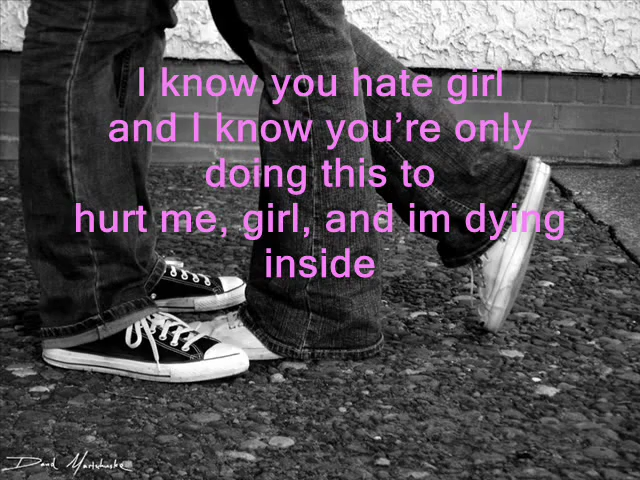 I know you hate girl
and I know you’re only
doing this to
hurt me, girl, and im dying
inside